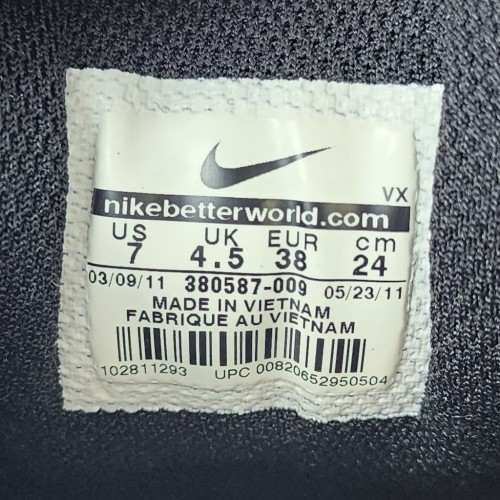 VX
nikebetterworld.com
US UK EUR cm
7 4.5 38 24
03/09/11 380587-009 05/23/11
MADE IN VIETNAM
FABRIQUE AU VIETNAM
102811293 UPC 00820652950504